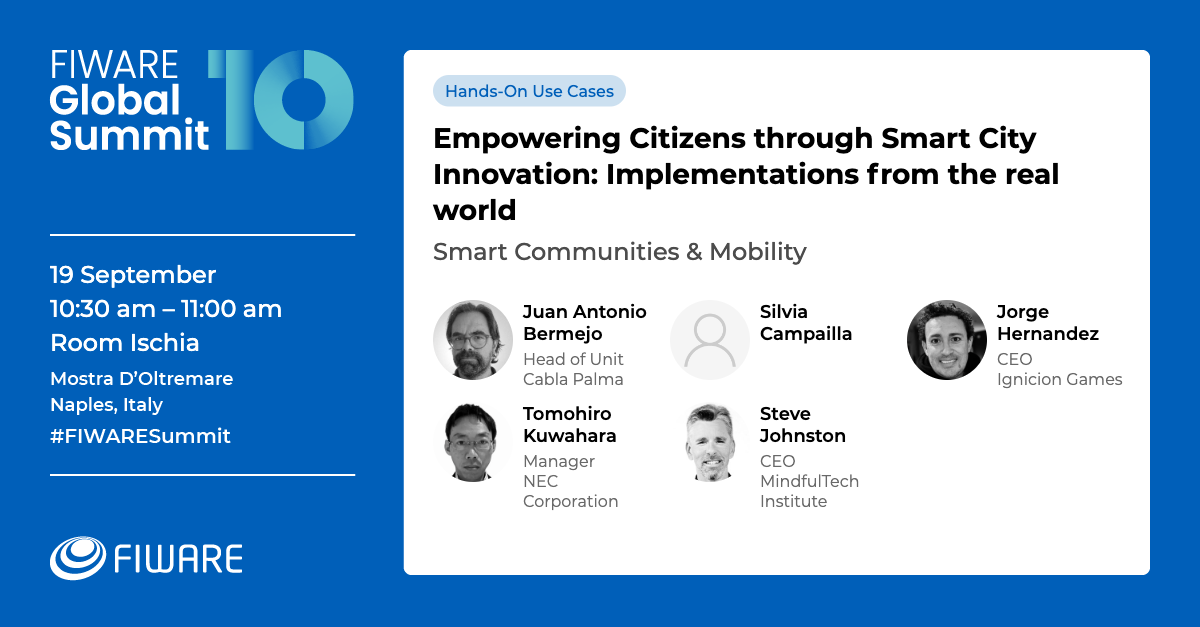 FIWARE
Global
Summit
10
19 September
10:30 am – 11:00 am
Room Ischia
Mostra D’Oltremare
Naples, Italy
#FIWARESummit
FIWARE
Hands-On Use Cases
Empowering Citizens through Smart City
Innovation: Implementations from the real
world
Smart Communities & Mobility
Juan Antonio
Bermejo
Head of Unit
Cabla Palma
Silvia
Campailla
Jorge
Hernandez
CEO
Ignicion Games
Tomohiro
Kuwahara
Manager
NEC
Corporation
Steve
Johnston
CEO
MindfulTech
Institute